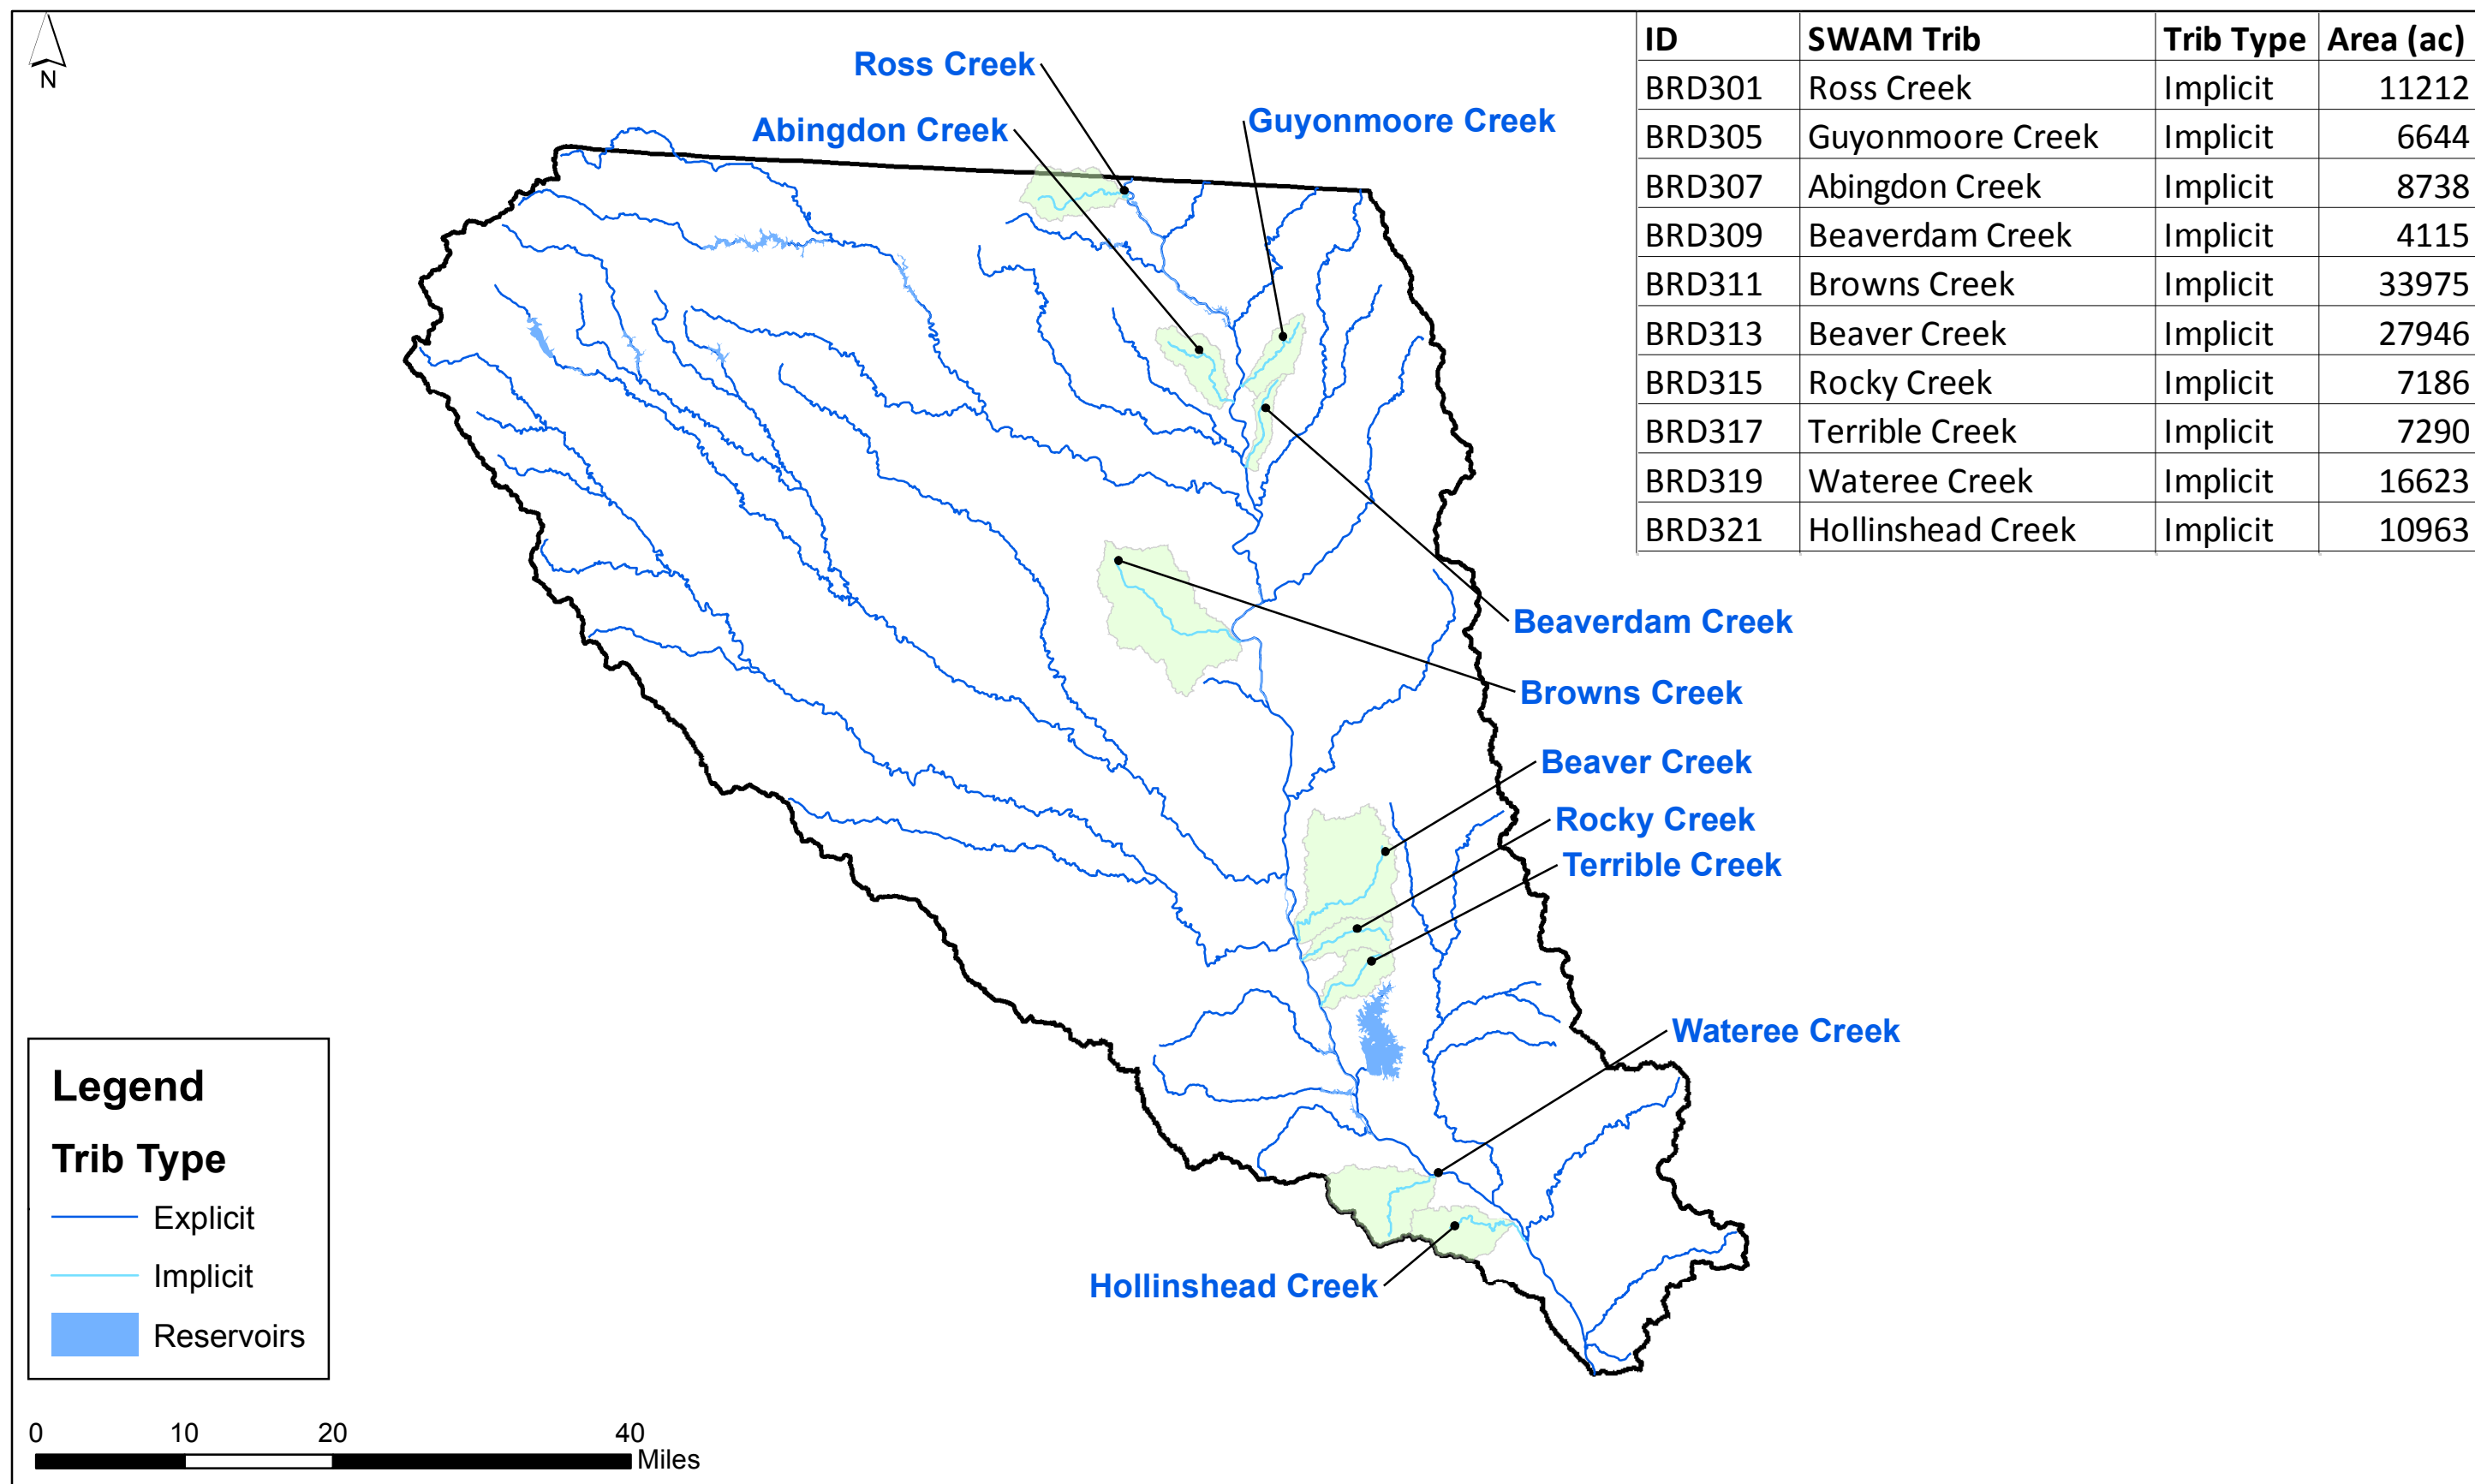 N
Ross Creek
Abingdon Creek
Guyonmoore Creek
ID SWAM Trib Trib Type Area (ac)
BRD301 Ross Creek Implicit 11212
BRD305 Guyonmoore Creek Implicit 6644
BRD307 Abingdon Creek Implicit 8738
BRD309 Beaverdam Creek Implicit 4115
BRD311 Browns Creek Implicit 33975
BRD313 Beaver Creek Implicit 27946
BRD315 Rocky Creek Implicit 7186
BRD317 Terrible Creek Implicit 7290
BRD319 Wateree Creek Implicit 16623
BRD321 Hollinshead Creek Implicit 10963
Beaverdam Creek
Browns Creek
Beaver Creek
Rocky Creek
Terrible Creek
Wateree Creek
Hollinshead Creek
Legend
Trib Type
Explicit
Implicit
Reservoirs
0 10 20 40
Miles